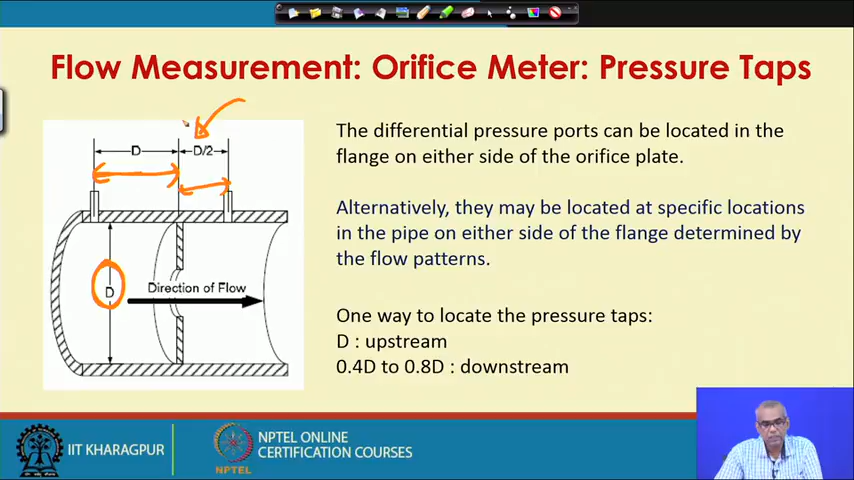 Flow Measurement: Orifice Meter: Pressure Taps
D
D/2
D
Direction of Flow
The differential pressure ports can be located in the
flange on either side of the orifice plate.
Alternatively, they may be located at specific locations
in the pipe on either side of the flange determined by
the flow patterns.
One way to locate the pressure taps:
D : upstream
0.4D to 0.8D : downstream
IIT KHARAGPUR
NPTEL
NPTEL ONLINE
CERTIFICATION COURSES